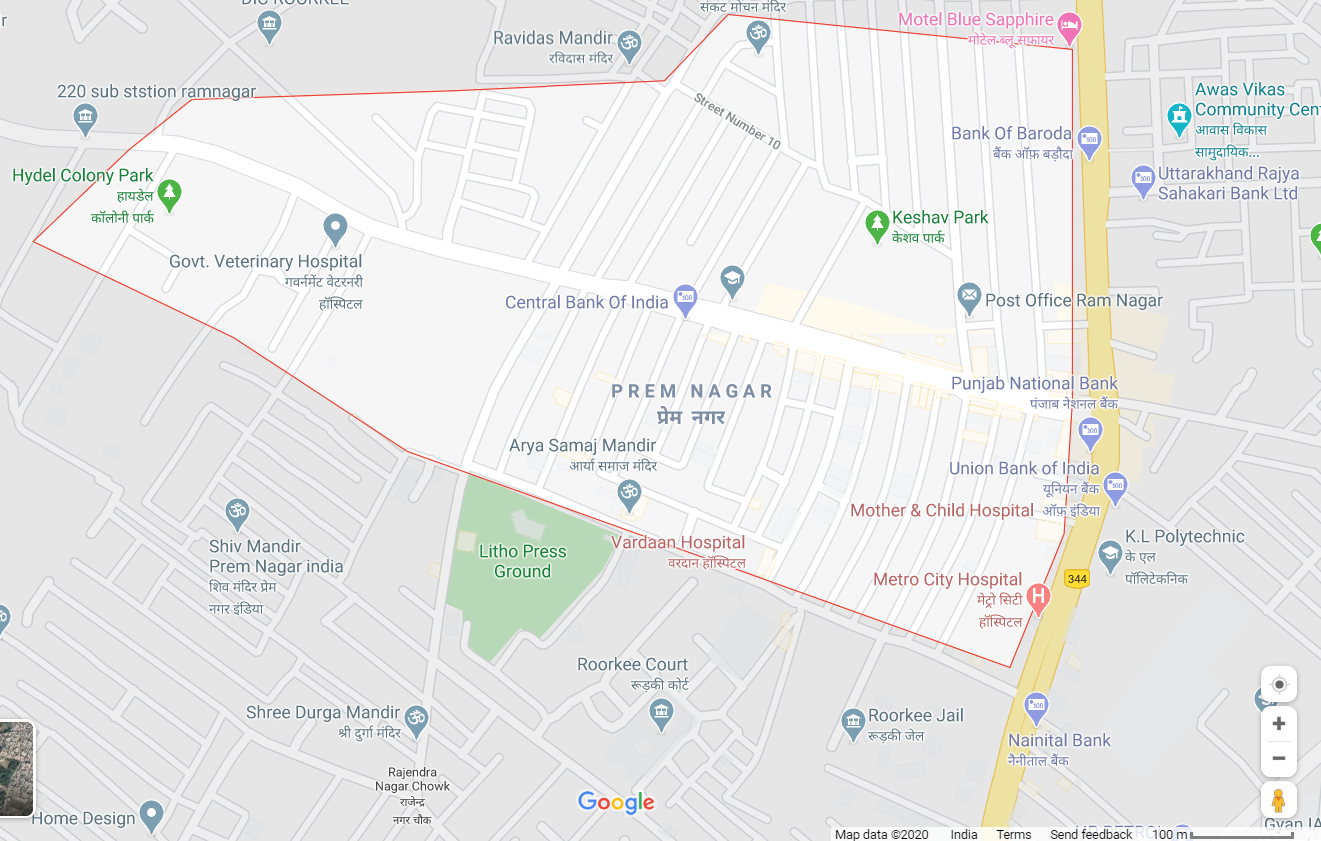 DIC ROORKEE
संकट मोचन मंदिर
Motel Blue Sapphire
मोटेल ब्लू सफ़ायर
Ravidas Mandir
रविदास मंदिर
220 sub ststion ramnagar
Awas Vikas
Community Cent
आवास विकास
सामुदायिक...
Street Number 10
Bank Of Baroda
बैंक ऑफ़ बड़ौदा
Hydel Colony Park
हायडेल
कॉलोनी पार्क
Uttarakhand Rajya
Sahakari Bank Ltd
Keshav Park
केशव पार्क
Govt. Veterinary Hospital
गवर्नमेंट वेटरनरी
हॉस्पिटल
Central Bank Of India
Post Office Ram Nagar
PREM NAGAR
प्रेम नगर
Punjab National Bank
पंजाब नेशनल बैंक
Arya Samaj Mandir
आर्या समाज मंदिर
Union Bank of India
यूनियन बैंक
ऑफ़ इंडिया
Mother & Child Hospital
Shiv Mandir
Prem Nagar india
शिव मंदिर प्रेम
नगर इंडिया
Litho Press
Ground
Vardaan Hospital
वरदान हॉस्पिटल
K.L Polytechnic
के एल
पॉलिटेकनिक
344
Metro City Hospital
मेट्रो सिटी
हॉस्पिटल
H
Roorkee Court
रूड़की कोर्ट
Shree Durga Mandir
श्री दुर्गा मंदिर
Roorkee Jail
रूड़की जेल
Nainital Bank
नैनीताल बैंक
Rajendra
Nagar Chowk
राजेन्द्र
नगर चौक
Google
Home Design
Gyan IA
Map data ©2020 India Terms Send feedback 100 m